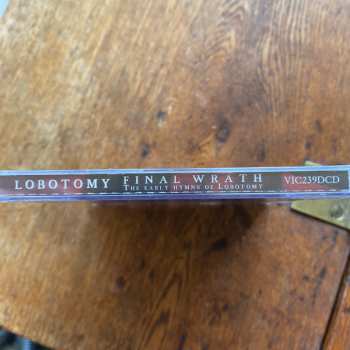 LOBOTOMY FINAL WRATH VIC239DCD
THE EARLY HYMNS OF LOBOTOMY